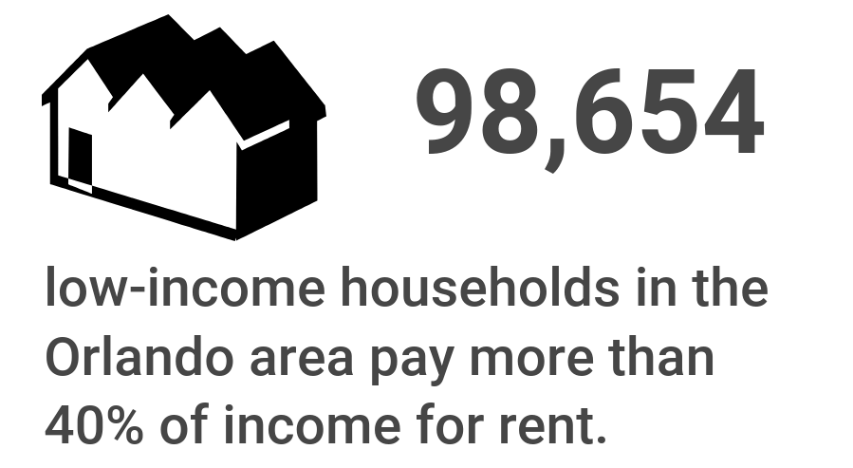 98,654
low-income households in the
Orlando area pay more than
40% of income for rent.